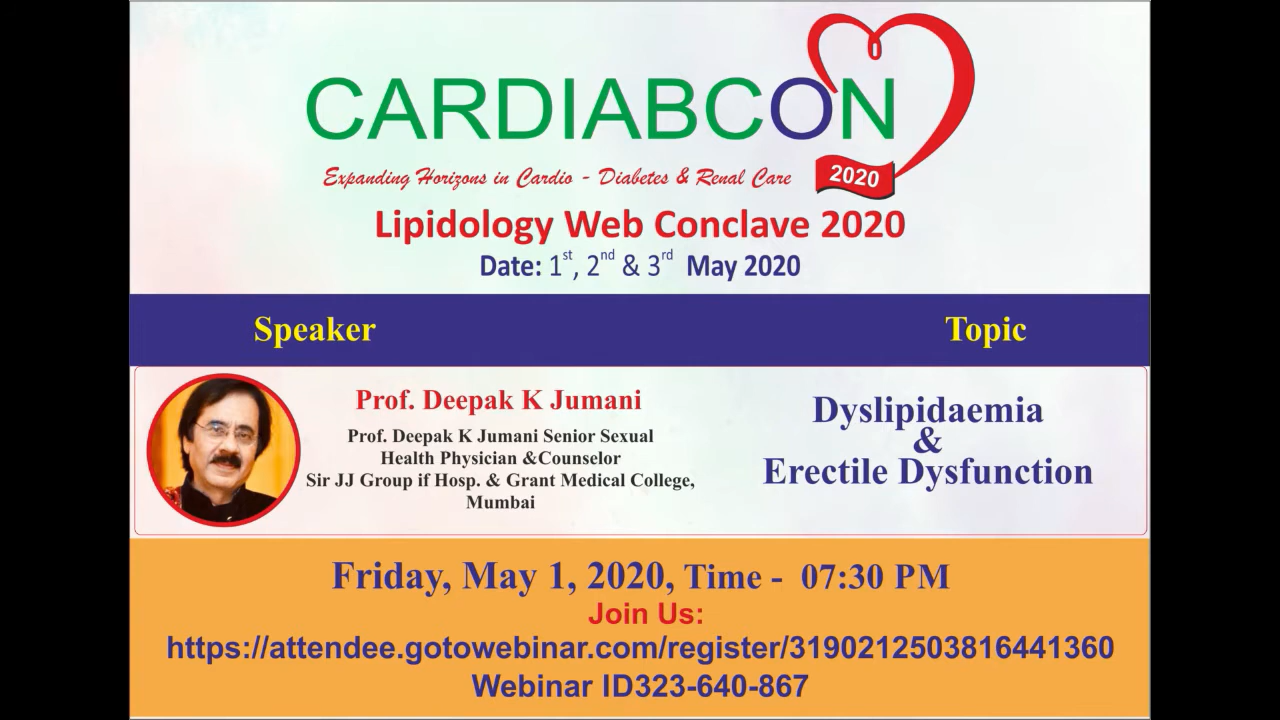 CARDIABCON
Expanding Horizons in Cardio - Diabetes & Renal Care
2020
Lipidology Web Conclave 2020
Date: 1st, 2nd & 3rd May 2020
Speaker
Topic
Prof. Deepak K Jumani
Prof. Deepak K Jumani Senior Sexual
Health Physician &Counselor
Sir JJ Group if Hosp. & Grant Medical College,
Mumbai
Dyslipidaemia
&
Erectile Dysfunction
Friday, May 1, 2020, Time - 07:30 PM
Join Us:
https://attendee.gotowebinar.com/register/3190212503816441360
Webinar ID323-640-867